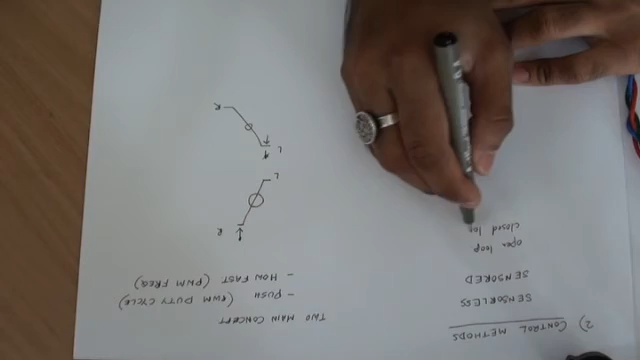 2) CONTROL METHODS
SENSORLESS
SENSORED
open loop
closed loo
TWO MAIN CONCEPT
- PUSH (PWM DUTY CYCLE)
- HOW FAST (PWM FREQ)
R
L
L
R